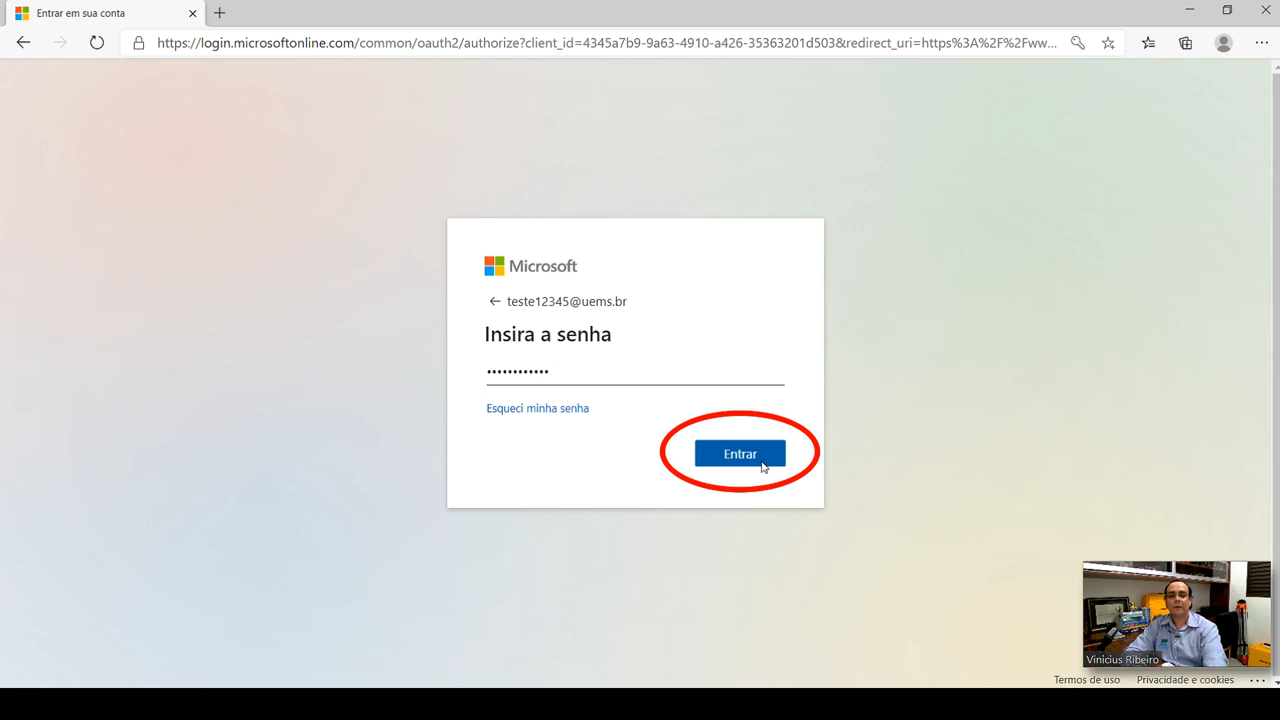 Entrar em sua conta
https://login.microsoftonline.com/common/oauth2/authorize?client_id=4345a7b9-9a63-4910-a426-35363201d503&redirect_uri=https%3A%2F%2Fww...
Microsoft
teste12345@uems.br
Insira a senha
Esqueci minha senha
Entrar
Vinicius Ribeiro
Termos de uso Privacidade e cookies